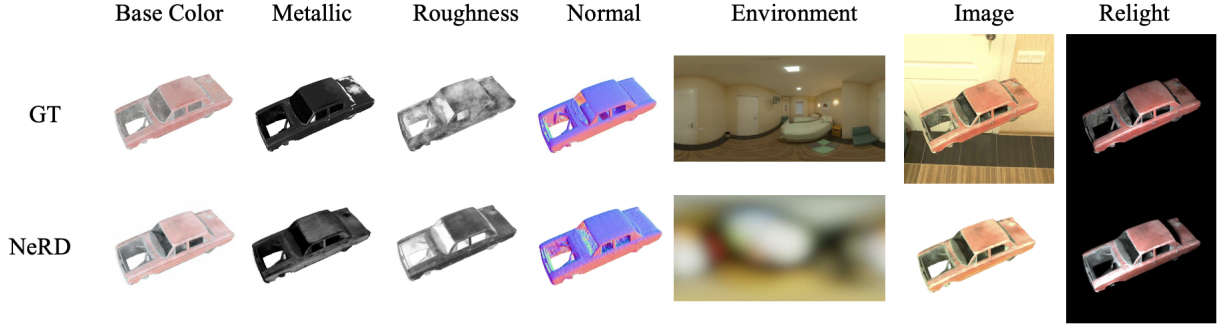 Base Color Metallic Roughness Normal Environment Image Relight
GT
NeRD